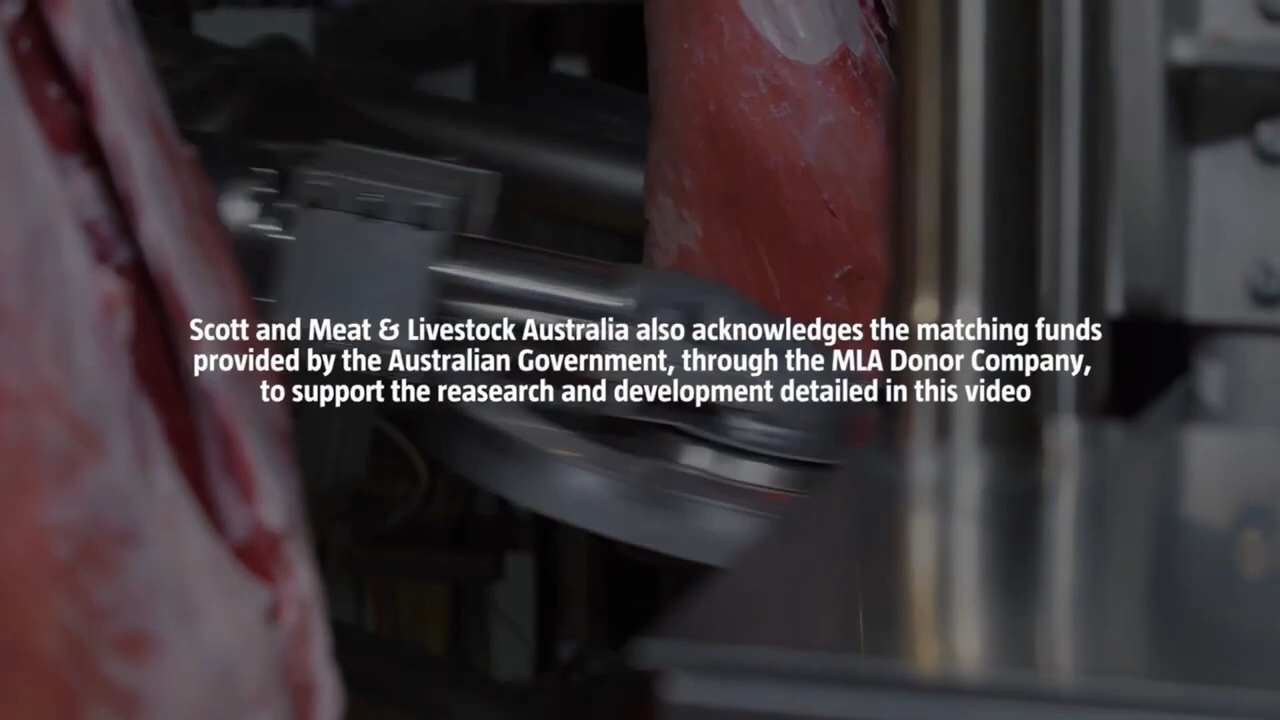 Scott and Meat & Livestock Australia also acknowledges the matching funds
provided by the Australian Government, through the MLA Donor Company,
to support the reasearch and development detailed in this video